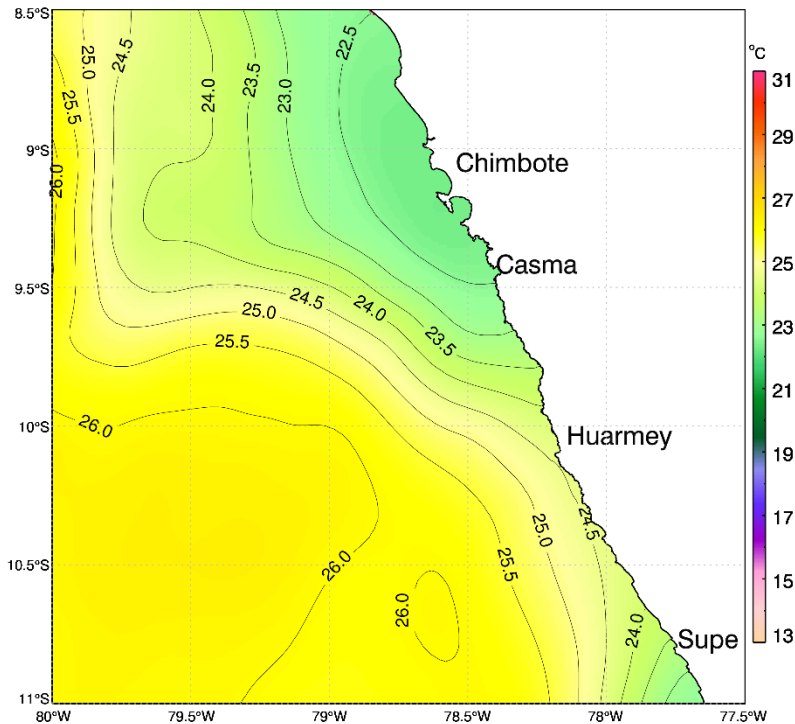 8.5°S
9°S
9.5°S
10°S
10.5°S
11°S
80°W
79.5°W
79°W
78.5°W
78°W
77.5°W
25.5
25.0
24.5
24.0
23.5
23.0
22.5
26.0
24.5
25.0
24.0
23.5
25.5
26.0
26.0
26.0
25.5
25.0
24.5
24.0
Chimbote
Casma
Huarmey
Supe
°C
31
29
27
25
23
21
19
17
15
13